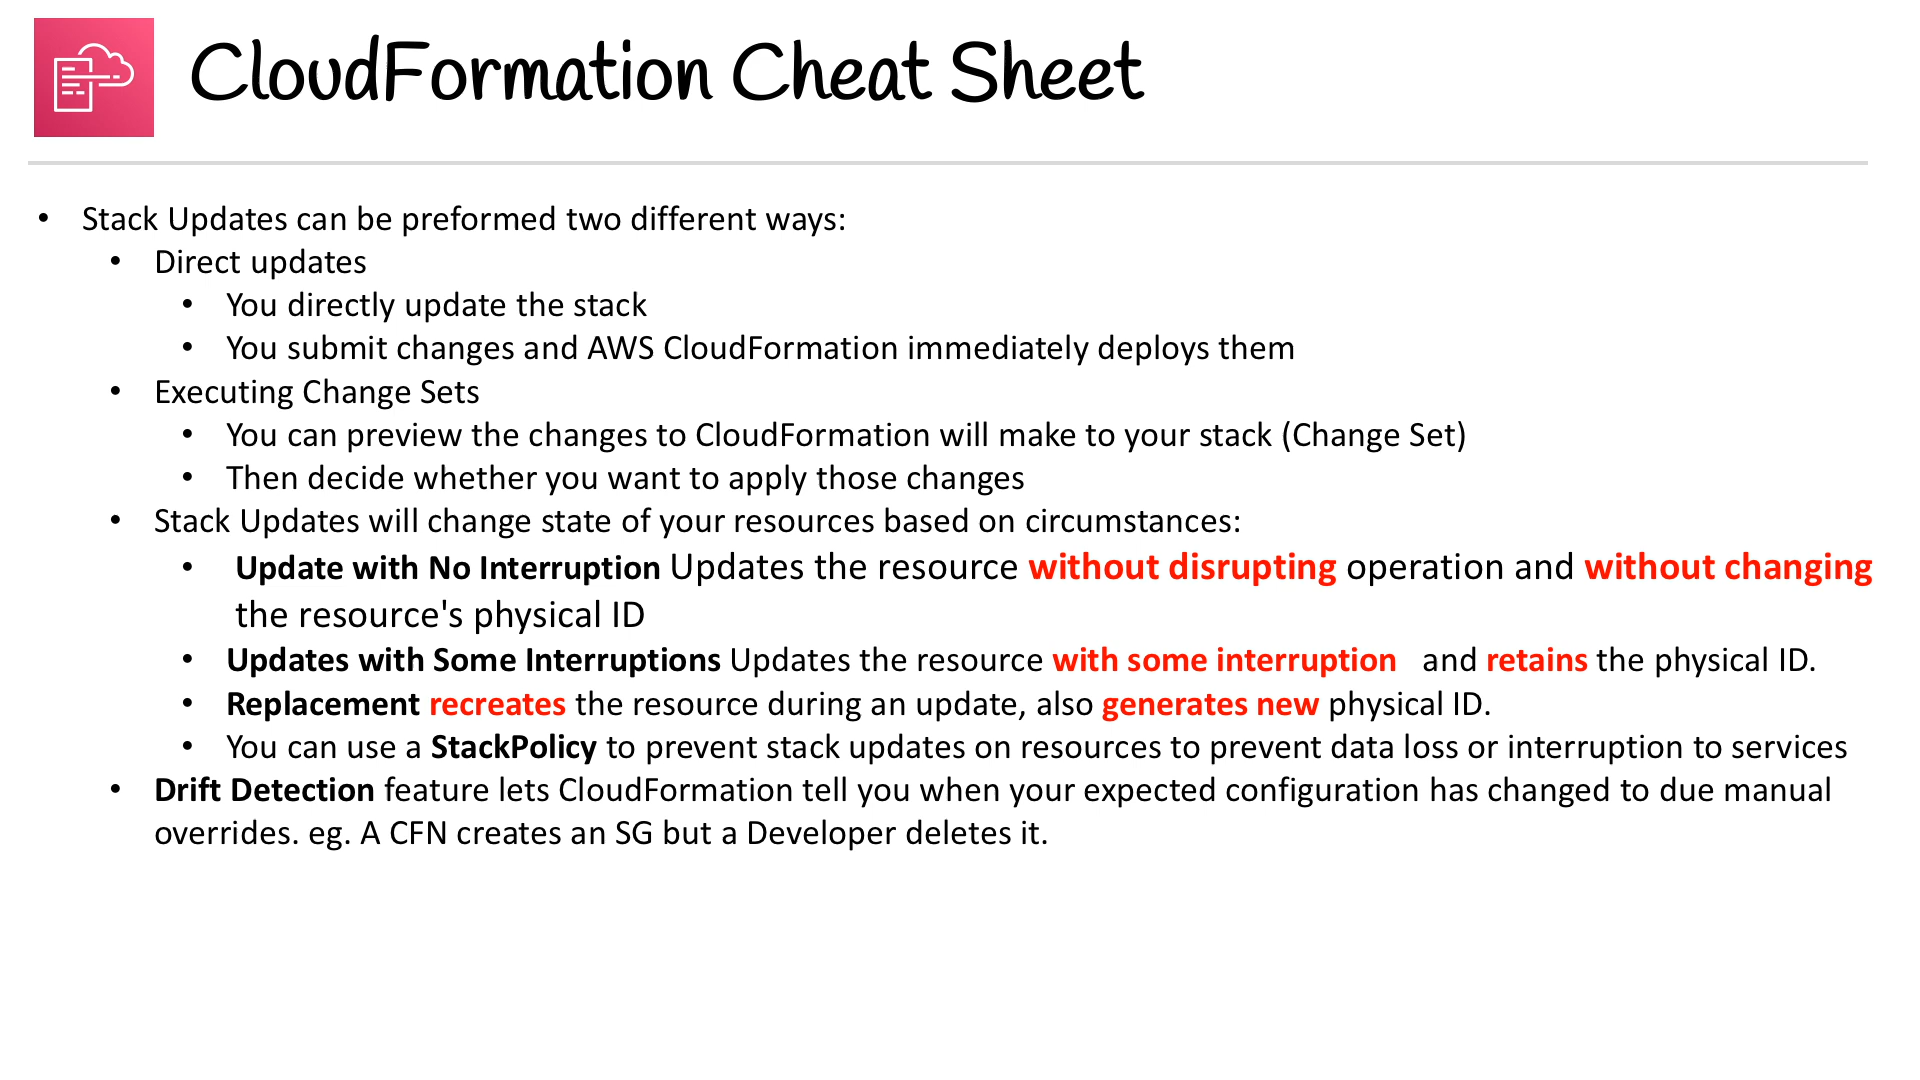 CloudFormation Cheat Sheet
• Stack Updates can be preformed two different ways:
• Direct updates
• You directly update the stack
• You submit changes and AWS CloudFormation immediately deploys them
• Executing Change Sets
• You can preview the changes to CloudFormation will make to your stack (Change Set)
• Then decide whether you want to apply those changes
• Stack Updates will change state of your resources based on circumstances:
• Update with No Interruption Updates the resource without disrupting operation and without changing
the resource's physical ID
• Updates with Some Interruptions Updates the resource with some interruption and retains the physical ID.
• Replacement recreates the resource during an update, also generates new physical ID.
• You can use a StackPolicy to prevent stack updates on resources to prevent data loss or interruption to services
• Drift Detection feature lets CloudFormation tell you when your expected configuration has changed to due manual
overrides. eg. A CFN creates an SG but a Developer deletes it.